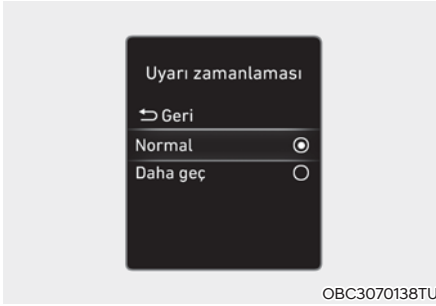 Uyarı zamanlaması
Geri
Normal
Daha geç
OBC3070138TU